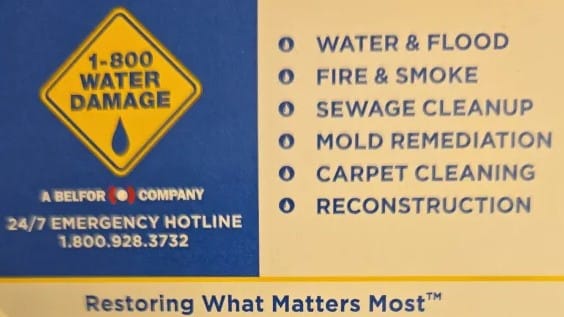 1-800
WATER
DAMAGE
A BELFOR COMPANY
24/7 EMERGENCY HOTLINE
1.800.928.3732
WATER & FLOOD
FIRE & SMOKE
SEWAGE CLEANUP
MOLD REMEDIATION
CARPET CLEANING
RECONSTRUCTION
Restoring What Matters Most™